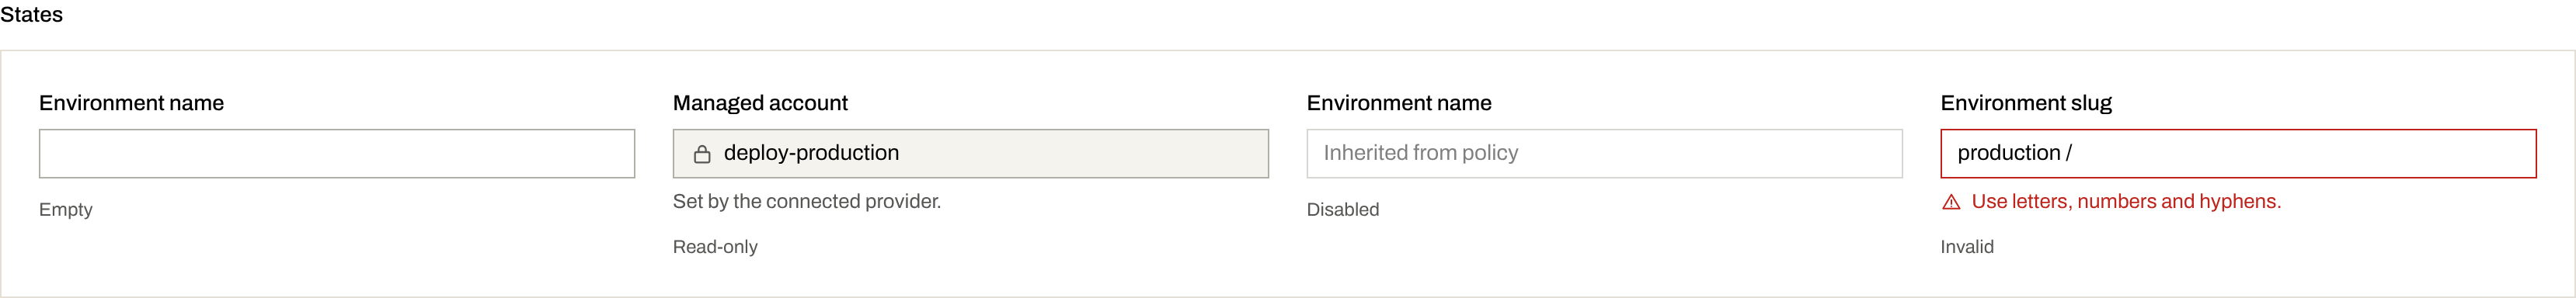 States
Environment name
Empty
Managed account
deploy-production
Set by the connected provider.
Read-only
Environment name
Inherited from policy
Disabled
Environment slug
production /
Use letters, numbers and hyphens.
Invalid